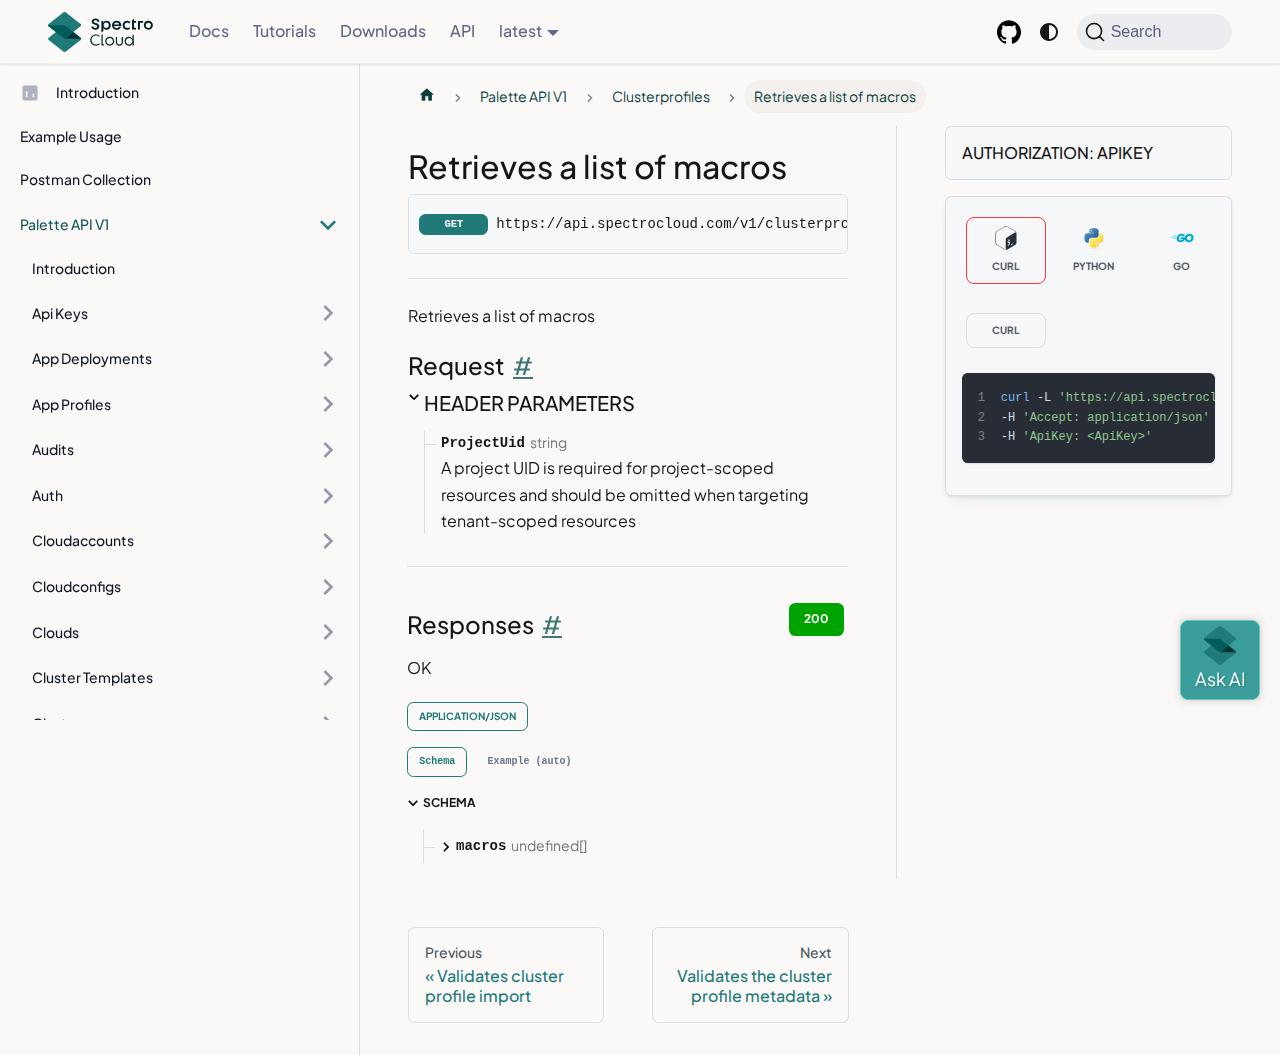 Spectro
Cloud
Docs
Tutorials
Downloads
API
latest
Search
Introduction
Example Usage
Postman Collection
Palette API V1
Introduction
Api Keys
App Deployments
App Profiles
Audits
Auth
Cloudaccounts
Cloudconfigs
Clouds
Cluster Templates
Palette API V1
Clusterprofiles
Retrieves a list of macros
Retrieves a list of macros
GET https://api.spectrocloud.com/v1/clusterpro
Retrieves a list of macros
Request #
HEADER PARAMETERS
ProjectUid string
A project UID is required for project-scoped
resources and should be omitted when targeting
tenant-scoped resources
Responses #
200
OK
APPLICATION/JSON
Schema
Example (auto)
SCHEMA
macros undefined[]
Previous
« Validates cluster
profile import
Next
Validates the cluster
profile metadata »
AUTHORIZATION: APIKEY
CURL
PYTHON
GO
CURL
1 curl -L 'https://api.spectrocl
2 -H 'Accept: application/json'
3 -H 'ApiKey: <ApiKey>'
Ask AI